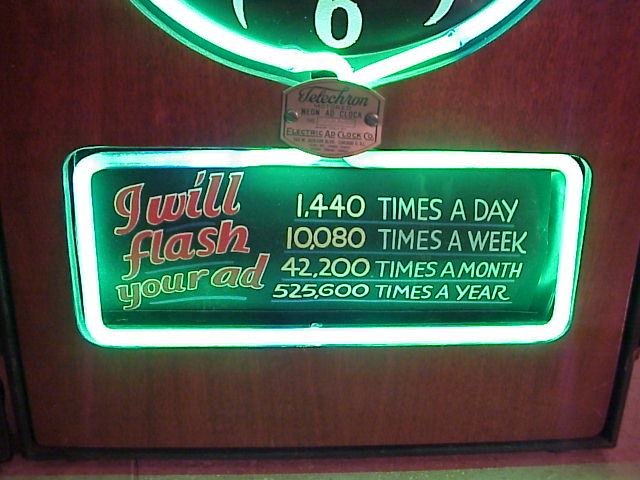 6
Telechron
MOTORED
NEON AD CLOCK
ELECTRIC AD CLOCK CO.
I will
flash
your ad
1,440 TIMES A DAY
10,080 TIMES A WEEK
42,200 TIMES A MONTH
525,600 TIMES A YEAR